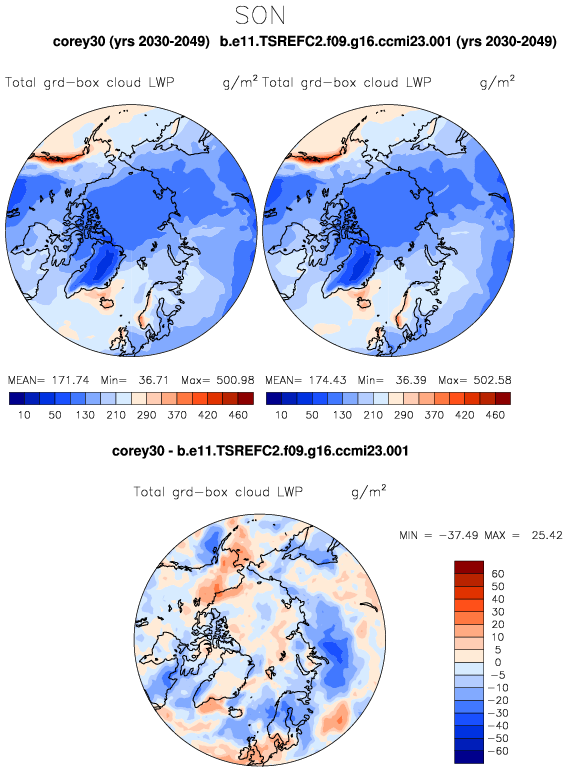 SON
corey30 (yrs 2030-2049) b.e11.TSREFC2.f09.g16.ccmi23.001 (yrs 2030-2049)
Total grd-box cloud LWP g/m² Total grd-box cloud LWP g/m²
MEAN= 171.74 Min= 36.71 Max= 500.98 MEAN= 174.43 Min= 36.39 Max= 502.58
10 50 130 210 290 370 420 460 10 50 130 210 290 370 420 460
corey30 - b.e11.TSREFC2.f09.g16.ccmi23.001
Total grd-box cloud LWP g/m²
MIN = -37.49 MAX = 25.42
60
50
40
30
20
10
5
0
-5
-10
-20
-30
-40
-50
-60